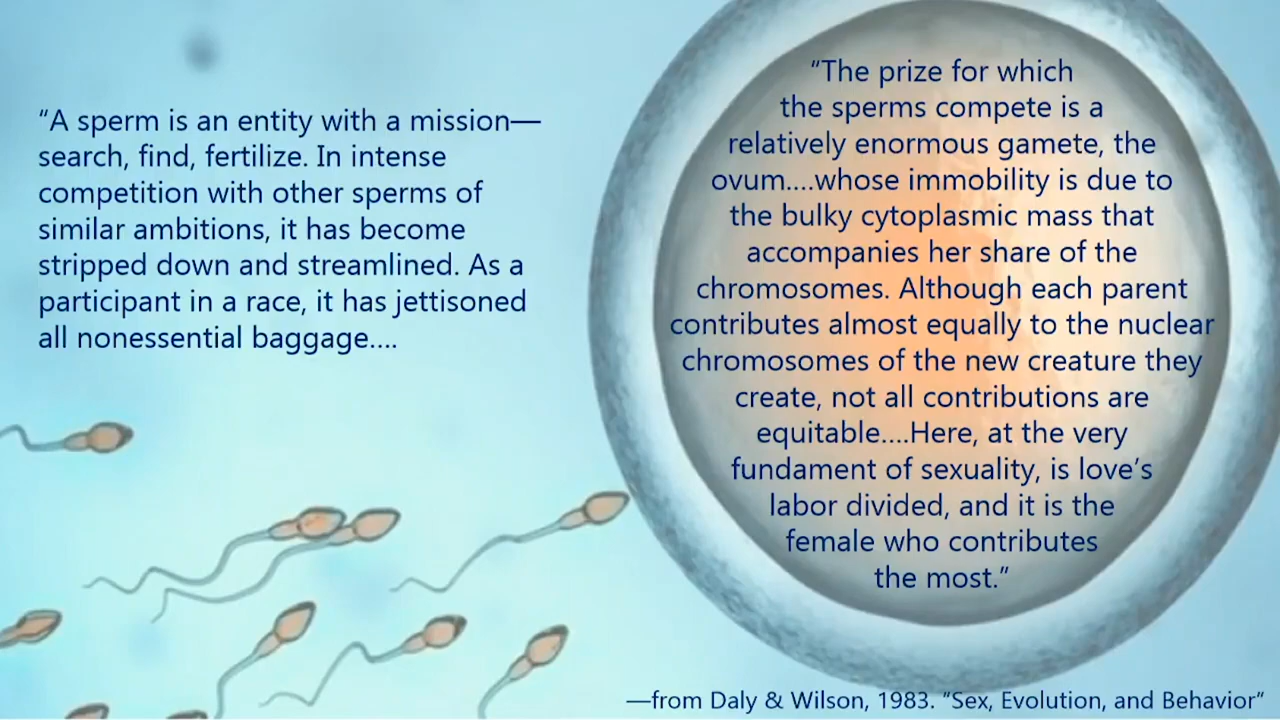 “A sperm is an entity with a mission—
search, find, fertilize. In intense
competition with other sperms of
similar ambitions, it has become
stripped down and streamlined. As a
participant in a race, it has jettisoned
all nonessential baggage….
“The prize for which
the sperms compete is a
relatively enormous gamete, the
ovum….whose immobility is due to
the bulky cytoplasmic mass that
accompanies her share of the
chromosomes. Although each parent
contributes almost equally to the nuclear
chromosomes of the new creature they
create, not all contributions are
equitable….Here, at the very
fundament of sexuality, is love’s
labor divided, and it is the
female who contributes
the most.”
—from Daly & Wilson, 1983. “Sex, Evolution, and Behavior”